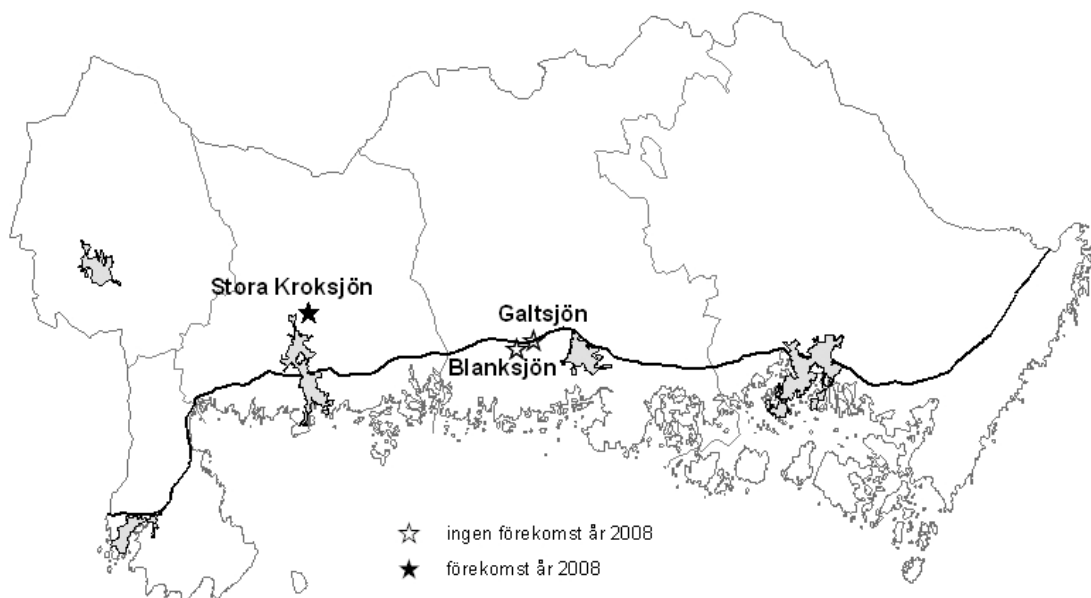 Stora Kroksjön
Galtsjön
Blanksjön
ingen förekomst år 2008
förekomst år 2008